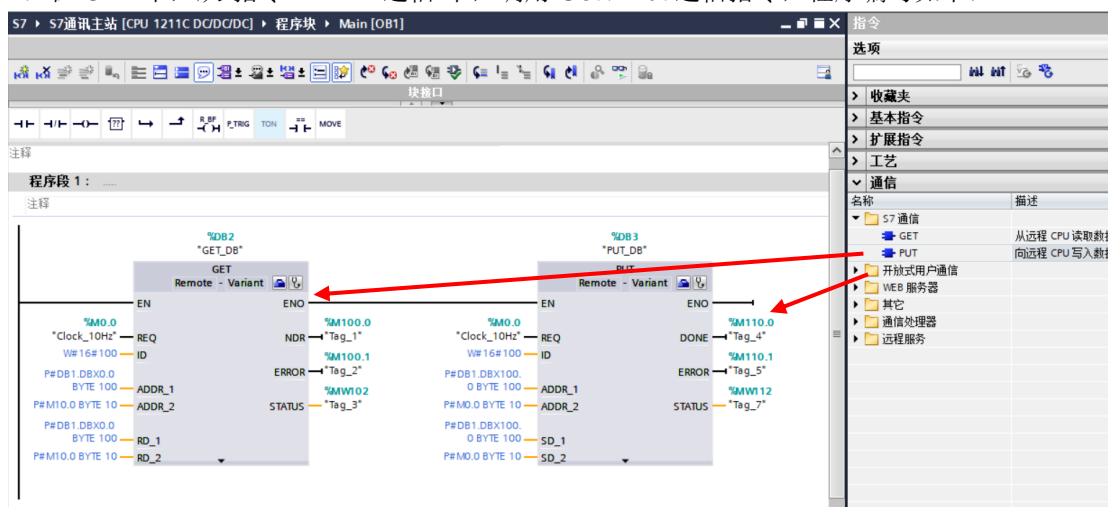 S7 ▸ S7通讯主站 [CPU 1211C DC/DC/DC] ▸ 程序块 ▸ Main [OB1]
指令
选项
块接口
R_BF
P_TRIG
TON
MOVE
收藏夹
基本指令
扩展指令
工艺
通信
名称 描述
S7 通信
GET 从远程 CPU 读取数据
PUT 向远程 CPU 写入数据
开放式用户通信
WEB 服务器
其它
通信处理器
远程服务
注释
程序段 1： .....
注释
%DB2
"GET_DB"
GET
Remote - Variant
EN ENO
%M0.0
"Clock_10Hz" REQ
W#16#100 ID
P#DB1.DBX0.0
BYTE 100 ADDR_1
P#M10.0 BYTE 10 ADDR_2
P#DB1.DBX0.0
BYTE 100 RD_1
P#M10.0 BYTE 10 RD_2
%M100.0
NDR "Tag_1"
%M100.1
ERROR "Tag_2"
%MW102
STATUS "Tag_3"
%DB3
"PUT_DB"
PUT
Remote - Variant
EN ENO
%M0.0
"Clock_10Hz" REQ
W#16#100 ID
P#DB1.DBX100.
0 BYTE 100 ADDR_1
P#M0.0 BYTE 10 ADDR_2
P#DB1.DBX100.
0 BYTE 100 SD_1
P#M0.0 BYTE 10 SD_2
%M110.0
DONE "Tag_4"
%M110.1
ERROR "Tag_5"
%MW112
STATUS "Tag_7"